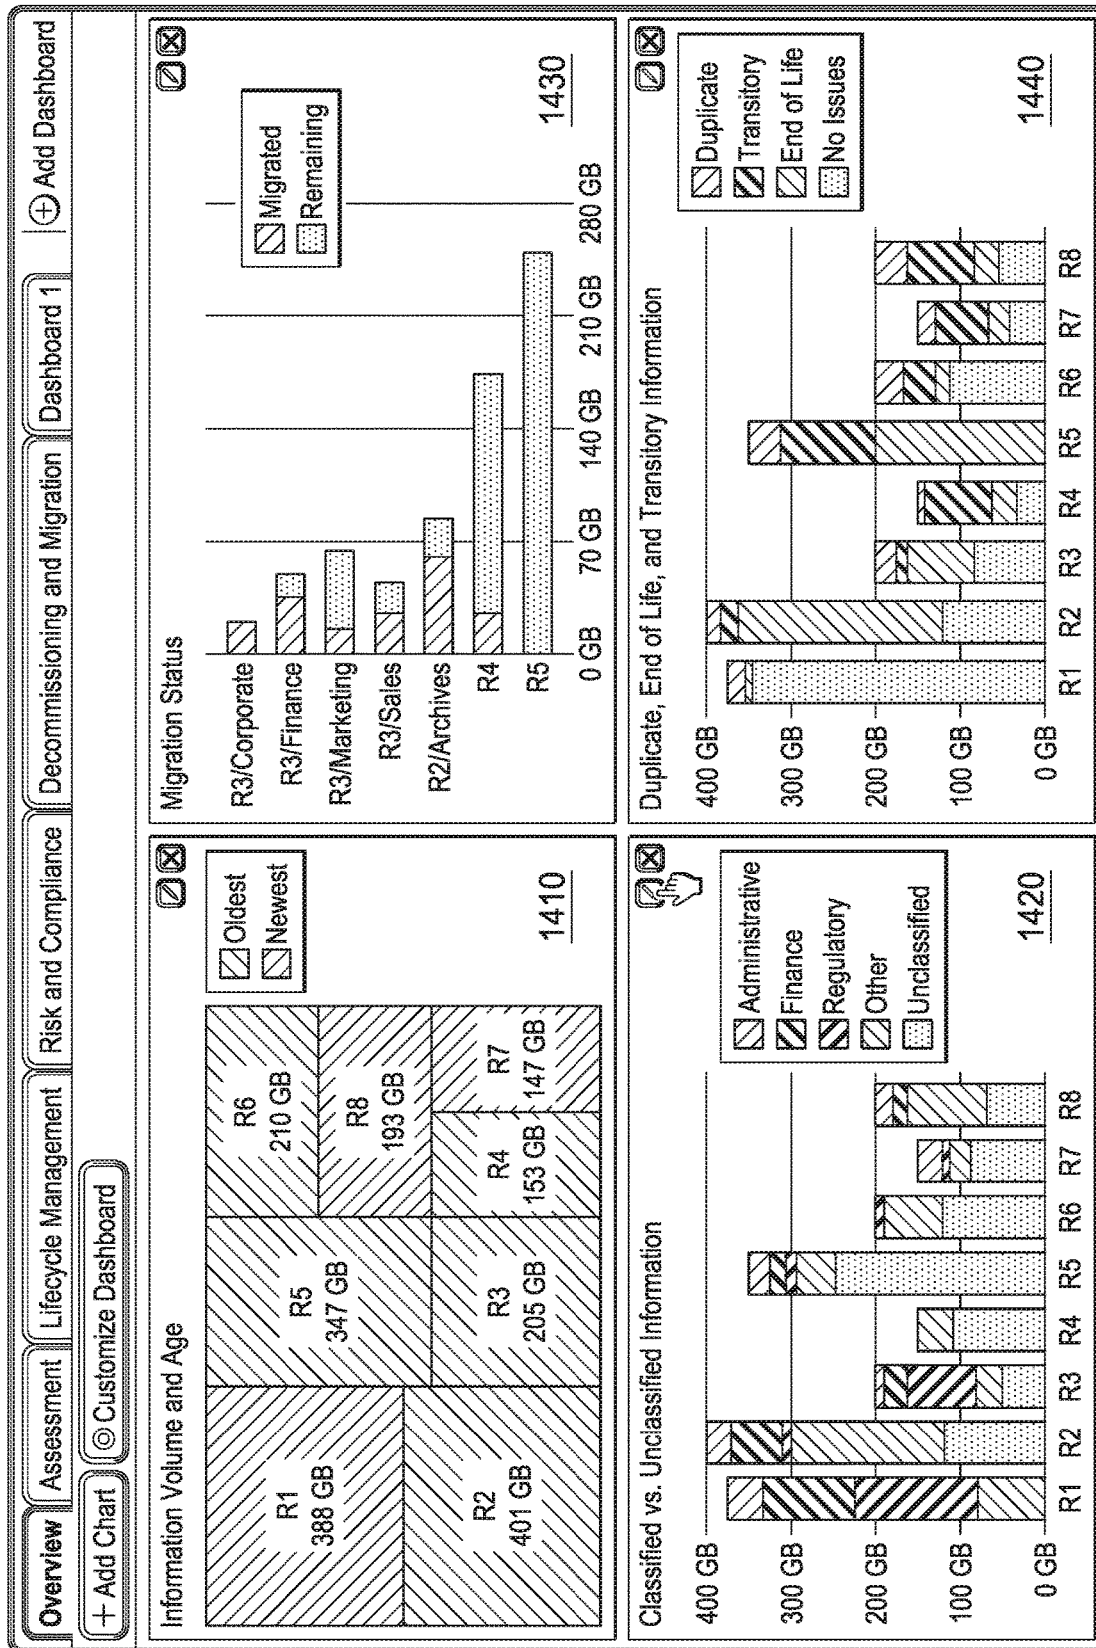 Overview
Assessment
Lifecycle Management
Risk and Compliance
Decommissioning and Migration
Dashboard 1
+ Add Dashboard
+ Add Chart
Customize Dashboard
Information Volume and Age
R1
388 GB
R2
401 GB
R5
347 GB
R3
205 GB
R6
210 GB
R8
193 GB
R4
153 GB
R7
147 GB
Oldest
Newest
1410
Migration Status
R3/Corporate
R3/Finance
R3/Marketing
R3/Sales
R2/Archives
R4
R5
0 GB
70 GB
140 GB
210 GB
280 GB
Migrated
Remaining
1430
Classified vs. Unclassified Information
400 GB
300 GB
200 GB
100 GB
0 GB
R1
R2
R3
R4
R5
R6
R7
R8
Administrative
Finance
Regulatory
Other
Unclassified
1420
Duplicate, End of Life, and Transitory Information
400 GB
300 GB
200 GB
100 GB
0 GB
R1
R2
R3
R4
R5
R6
R7
R8
Duplicate
Transitory
End of Life
No Issues
1440